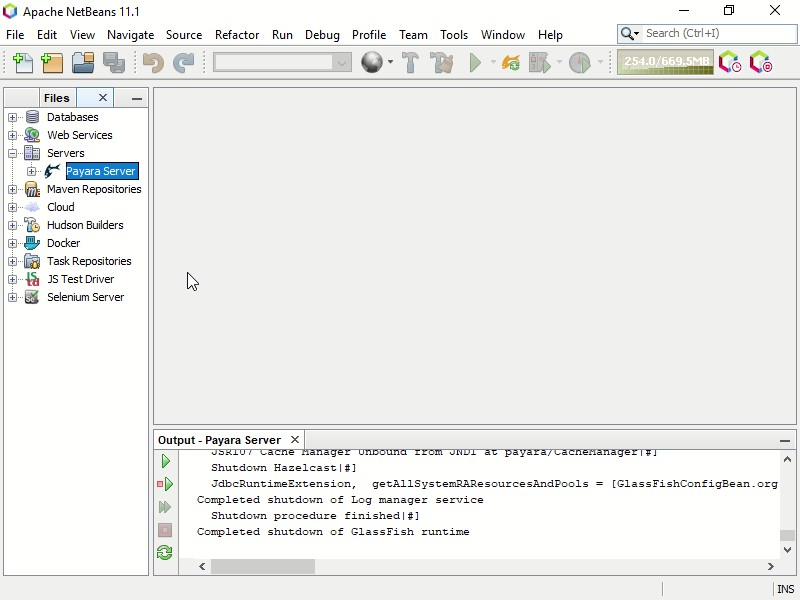 Apache NetBeans 11.1
File Edit View Navigate Source Refactor Run Debug Profile Team Tools Window Help
Search (Ctrl+I)
254.0/669.5MB
Files
Databases
Web Services
Servers
Payara Server
Maven Repositories
Cloud
Hudson Builders
Docker
Task Repositories
JS Test Driver
Selenium Server
Output - Payara Server
JSR107 Cache Manager Unbound from JNDI at payara/CacheManager|#]
Shutdown Hazelcast|#]
JdbcRuntimeExtension, getAllSystemRAResourcesAndPools = [GlassFishConfigBean.org
Completed shutdown of Log manager service
Shutdown procedure finished|#]
Completed shutdown of GlassFish runtime
INS